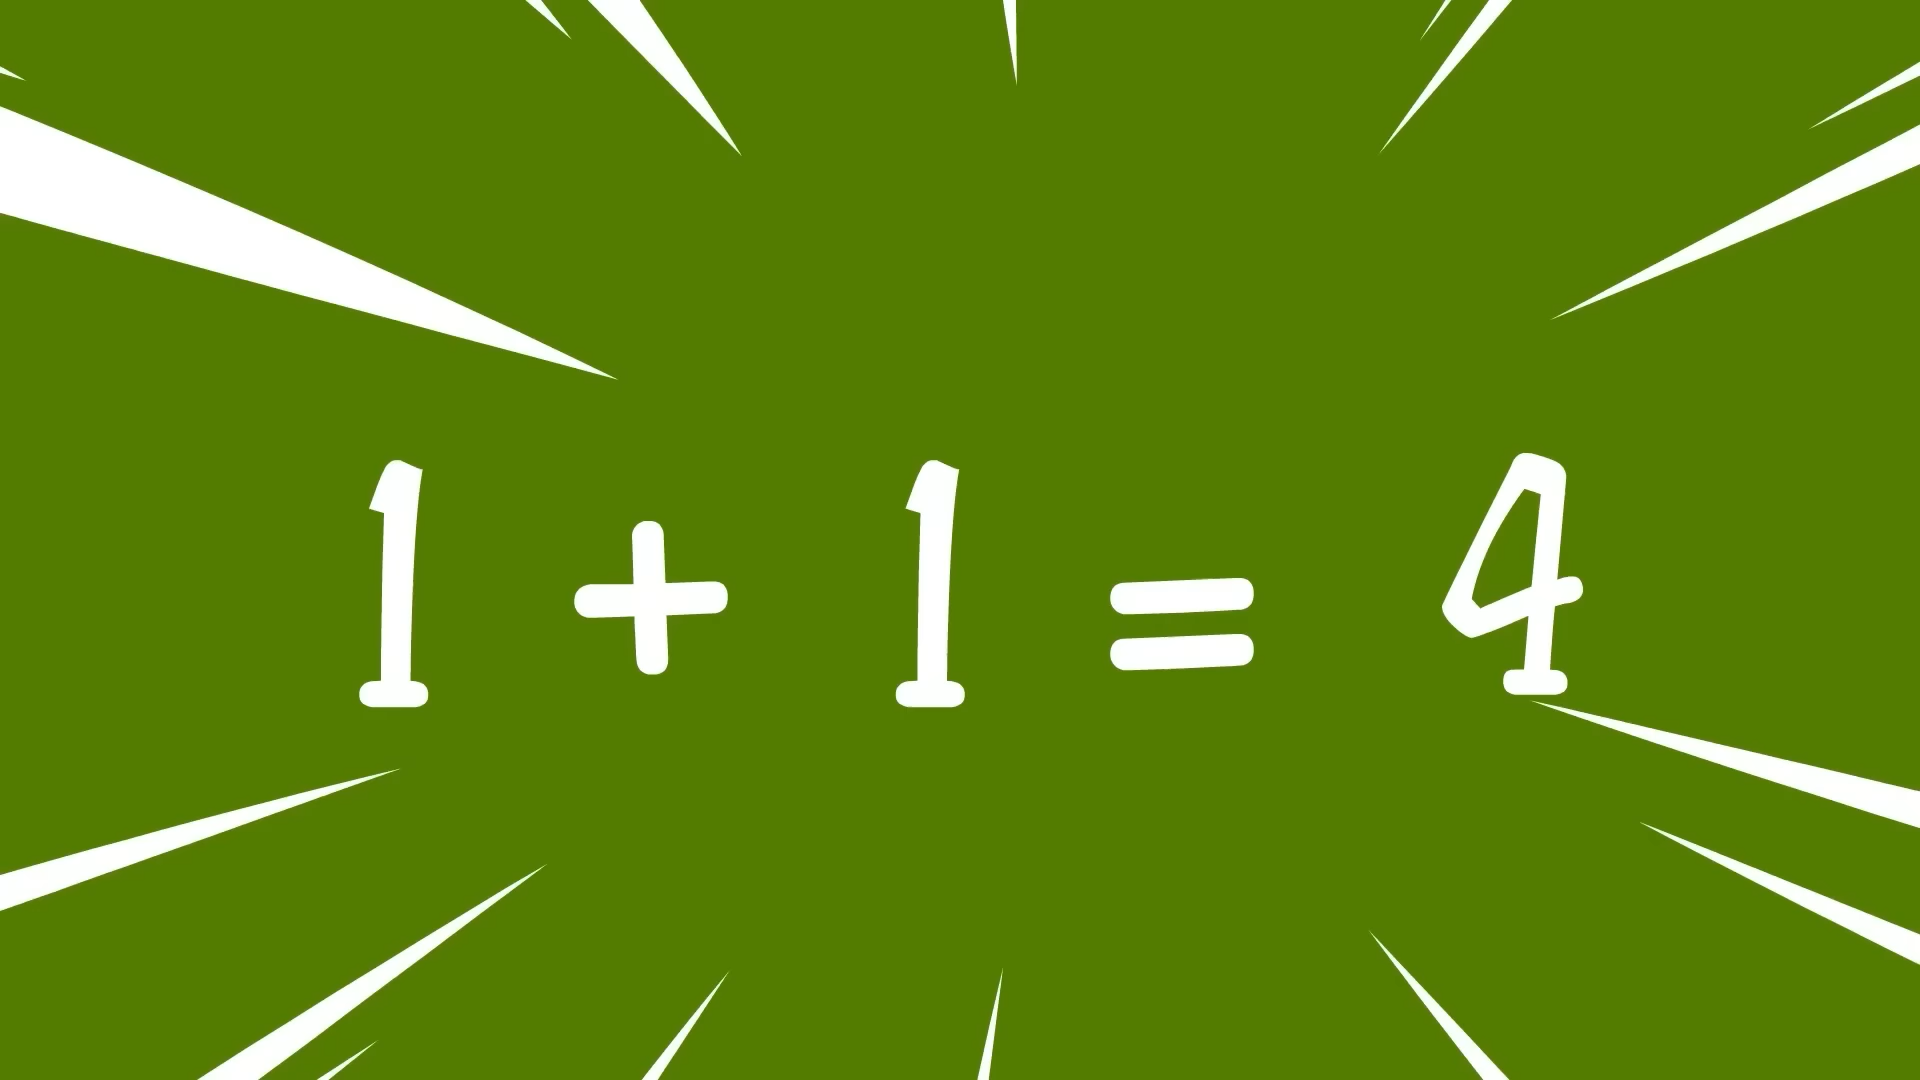 1 + 1 = 4